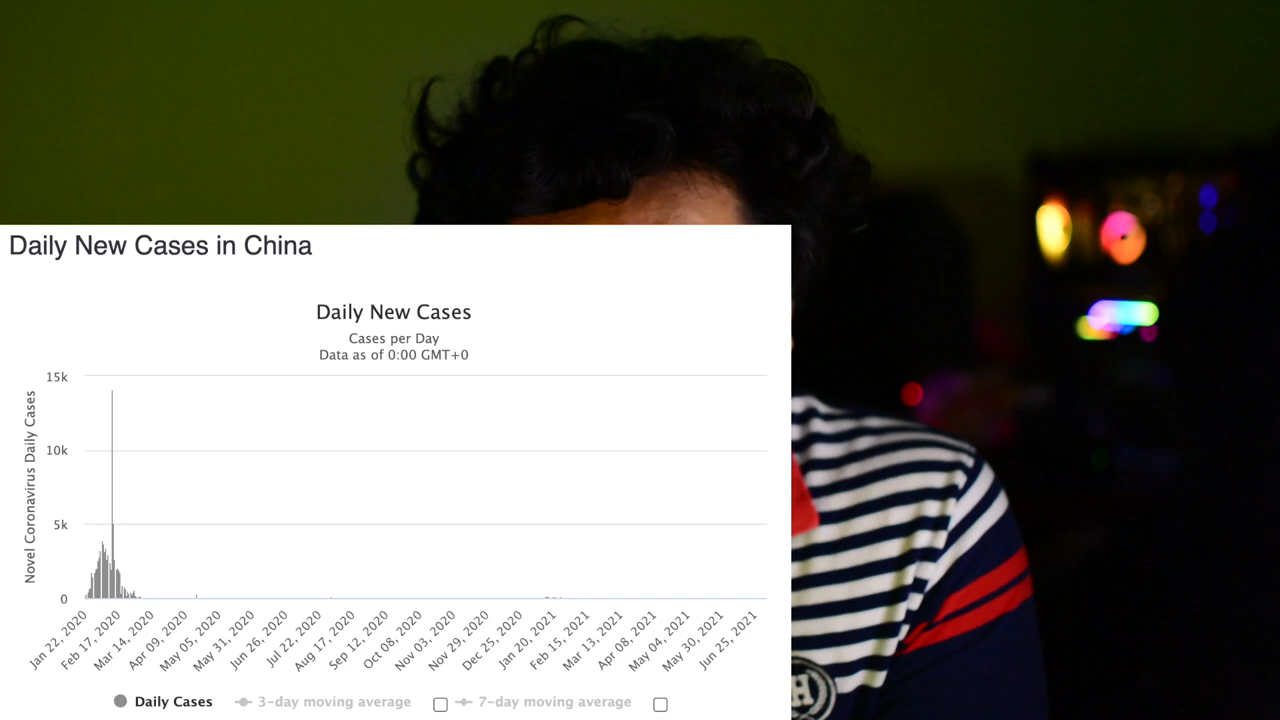 Daily New Cases in China
Daily New Cases
Cases per Day
Data as of 0:00 GMT+0
Novel Coronavirus Daily Cases
15k
10k
5k
0
Jan 22, 2020
Feb 17, 2020
Mar 14, 2020
Apr 09, 2020
May 05, 2020
May 31, 2020
Jun 26, 2020
Jul 22, 2020
Aug 17, 2020
Sep 12, 2020
Oct 08, 2020
Nov 03, 2020
Nov 29, 2020
Dec 25, 2020
Jan 20, 2021
Feb 15, 2021
Mar 13, 2021
Apr 08, 2021
May 04, 2021
May 30, 2021
Jun 25, 2021
Daily Cases 3-day moving average 7-day moving average
H